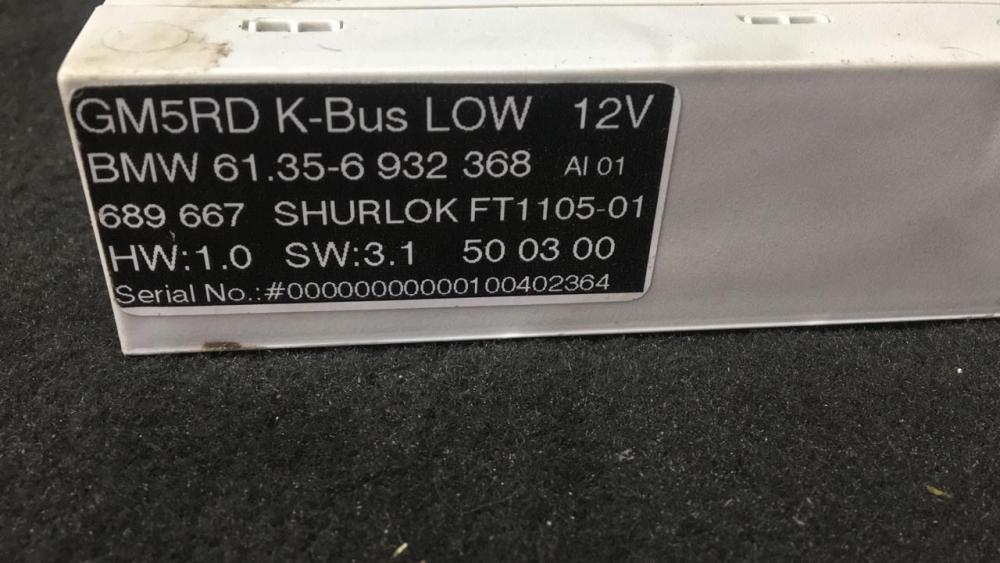 GM5RD K-Bus LOW 12V
BMW 61.35-6 932 368 AI 01
689 667 SHURLOK FT1105-01
HW:1.0 SW:3.1 50 03 00
Serial No.:#00000000000100402364